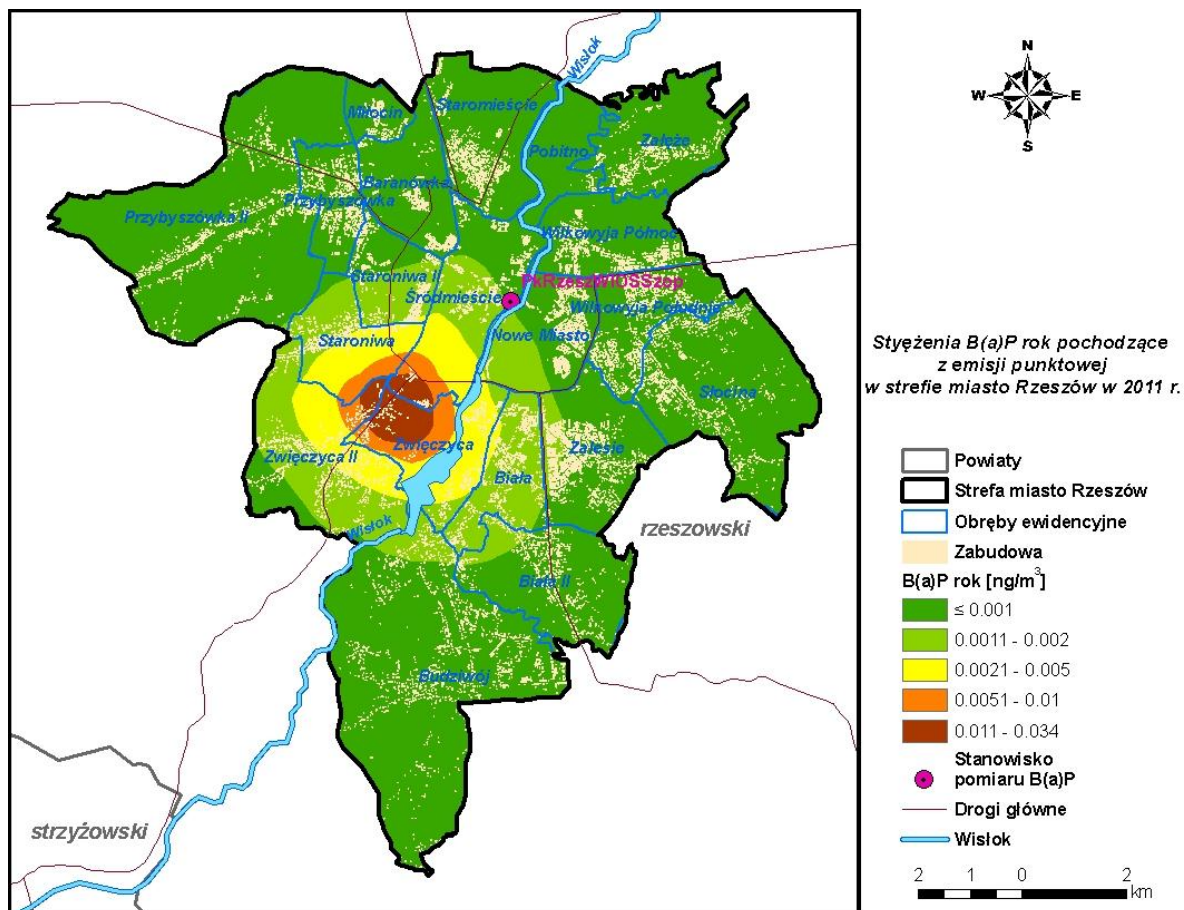 Wisłok
Miłocin
Staromieście
Pobitno
Załęże
Baranówka
Przybyszówka
Przybyszówka II
Wilkowyja Północ
Staroniwa II
PkRzeszWIOSSzop
Śródmieście
Wilkowyja Południe
Staroniwa
Nowe Miasto
Słocina
Zwięczyca
Zalesie
Zwięczyca II
Biała
Wisłok
rzeszowski
Biała II
Budziwój
strzyżowski
N
W E
S
Styężenia B(a)P rok pochodzące
z emisji punktowej
w strefie miasto Rzeszów w 2011 r.
Powiaty
Strefa miasto Rzeszów
Obręby ewidencyjne
Zabudowa
B(a)P rok [ng/m³]
≤ 0.001
0.0011 - 0.002
0.0021 - 0.005
0.0051 - 0.01
0.011 - 0.034
Stanowisko
pomiaru B(a)P
Drogi główne
Wisłok
2 1 0 2
km